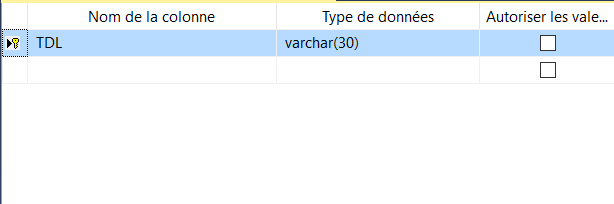 Nom de la colonne Type de données Autoriser les vale...
TDL varchar(30)